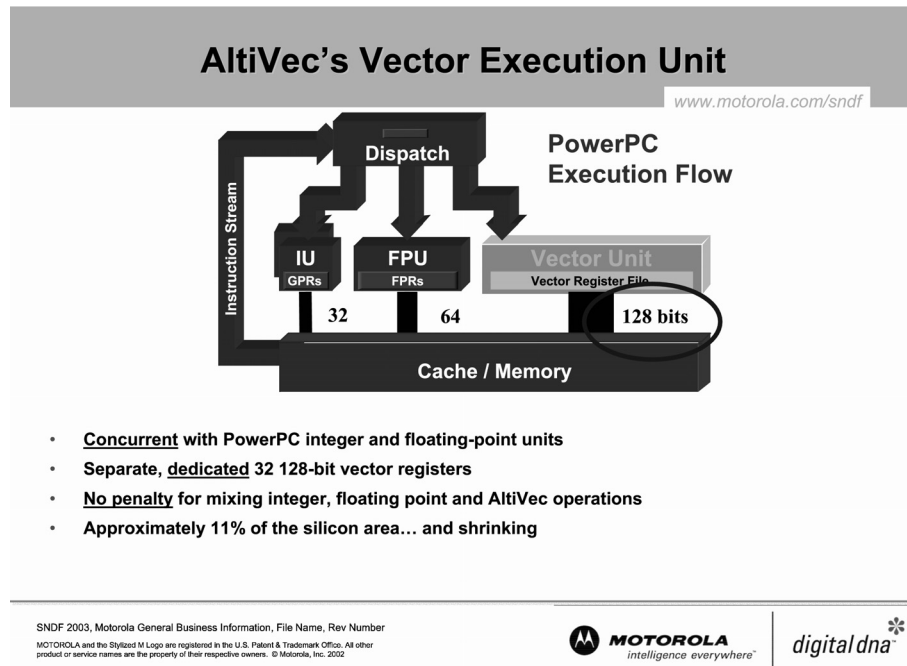 AltiVec's Vector Execution Unit
www.motorola.com/sndf
Dispatch
PowerPC
Execution Flow
Instruction Stream
IU
GPRs
FPU
FPRs
Vector Unit
Vector Register File
32
64
128 bits
Cache / Memory
• Concurrent with PowerPC integer and floating-point units
• Separate, dedicated 32 128-bit vector registers
• No penalty for mixing integer, floating point and AltiVec operations
• Approximately 11% of the silicon area… and shrinking
SNDF 2003, Motorola General Business Information, File Name, Rev Number
MOTOROLA and the Stylized M Logo are registered in the U.S. Patent & Trademark Office. All other
product or service names are the property of their respective owners. © Motorola, Inc. 2002
MOTOROLA
intelligence everywhere™
digital dna™